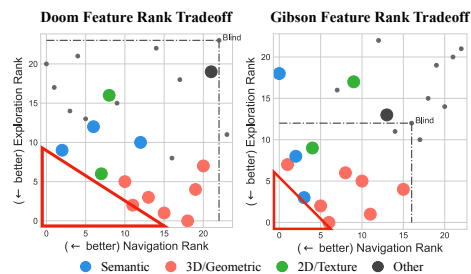 Doom Feature Rank Tradeoff
Gibson Feature Rank Tradeoff
(← better) Exploration Rank
20
15
10
5
0
Blind
0 5 10 15 20
(← better) Navigation Rank
(← better) Exploration Rank
20
15
10
5
0
Blind
0 5 10 15 20
(← better) Navigation Rank
Semantic
3D/Geometric
2D/Texture
Other